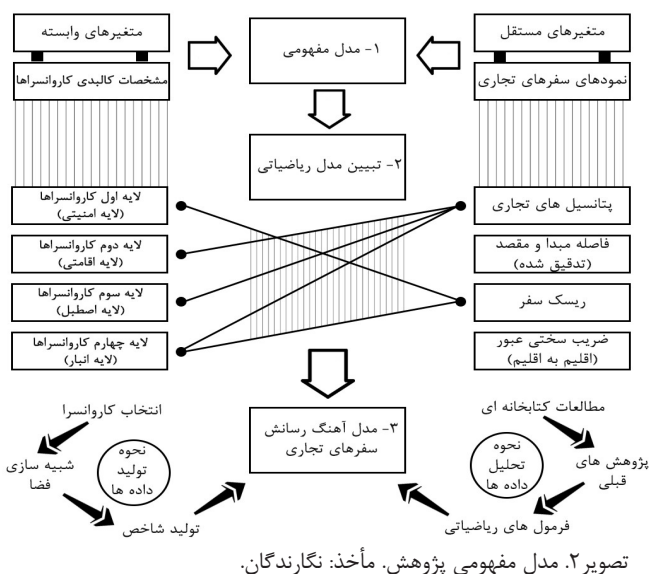 متغیرهای مستقل
نمودهای سفرهای تجاری
۱- مدل مفهومی
متغیرهای وابسته
مشخصات کالبدی کاروانسراها
۲- تبیین مدل ریاضیاتی
پتانسیل های تجاری
فاصله مبدا و مقصد
(تدقیق شده)
ریسک سفر
ضریب سختی عبور
(اقلیم به اقلیم)
لایه اول کاروانسراها
(لایه امنیتی)
لایه دوم کاروانسراها
(لایه اقامتی)
لایه سوم کاروانسراها
(لایه اصطبل)
لایه چهارم کاروانسراها
(لایه انبار)
۳- مدل آهنگ رسانش
سفرهای تجاری
مطالعات کتابخانه ای
پژوهش های
قبلی
فرمول های ریاضیاتی
نحوه
تحلیل
داده ها
انتخاب کاروانسرا
شبیه سازی
فضا
تولید شاخص
نحوه
تولید
داده ها
تصویر۲. مدل مفهومی پژوهش. مأخذ: نگارندگان.